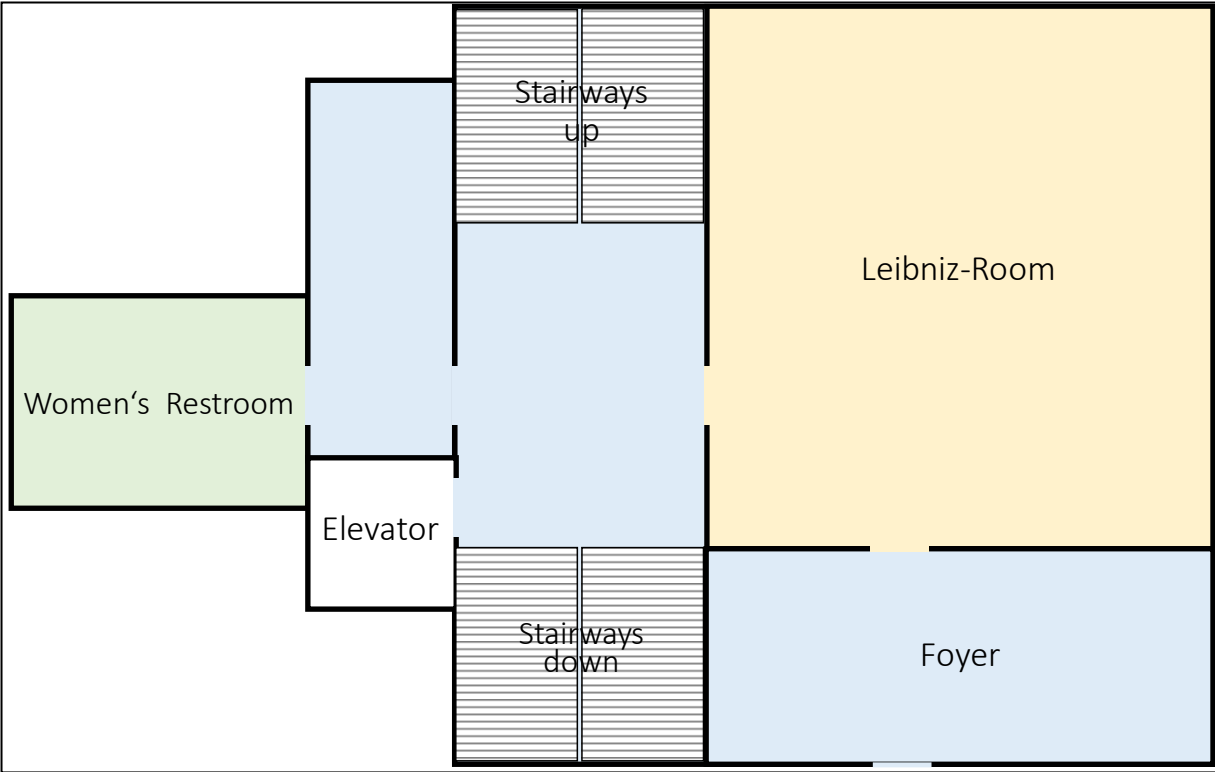 Stairways
up
Leibniz-Room
Women‘s  Restroom
Elevator
Stairways
down
Foyer